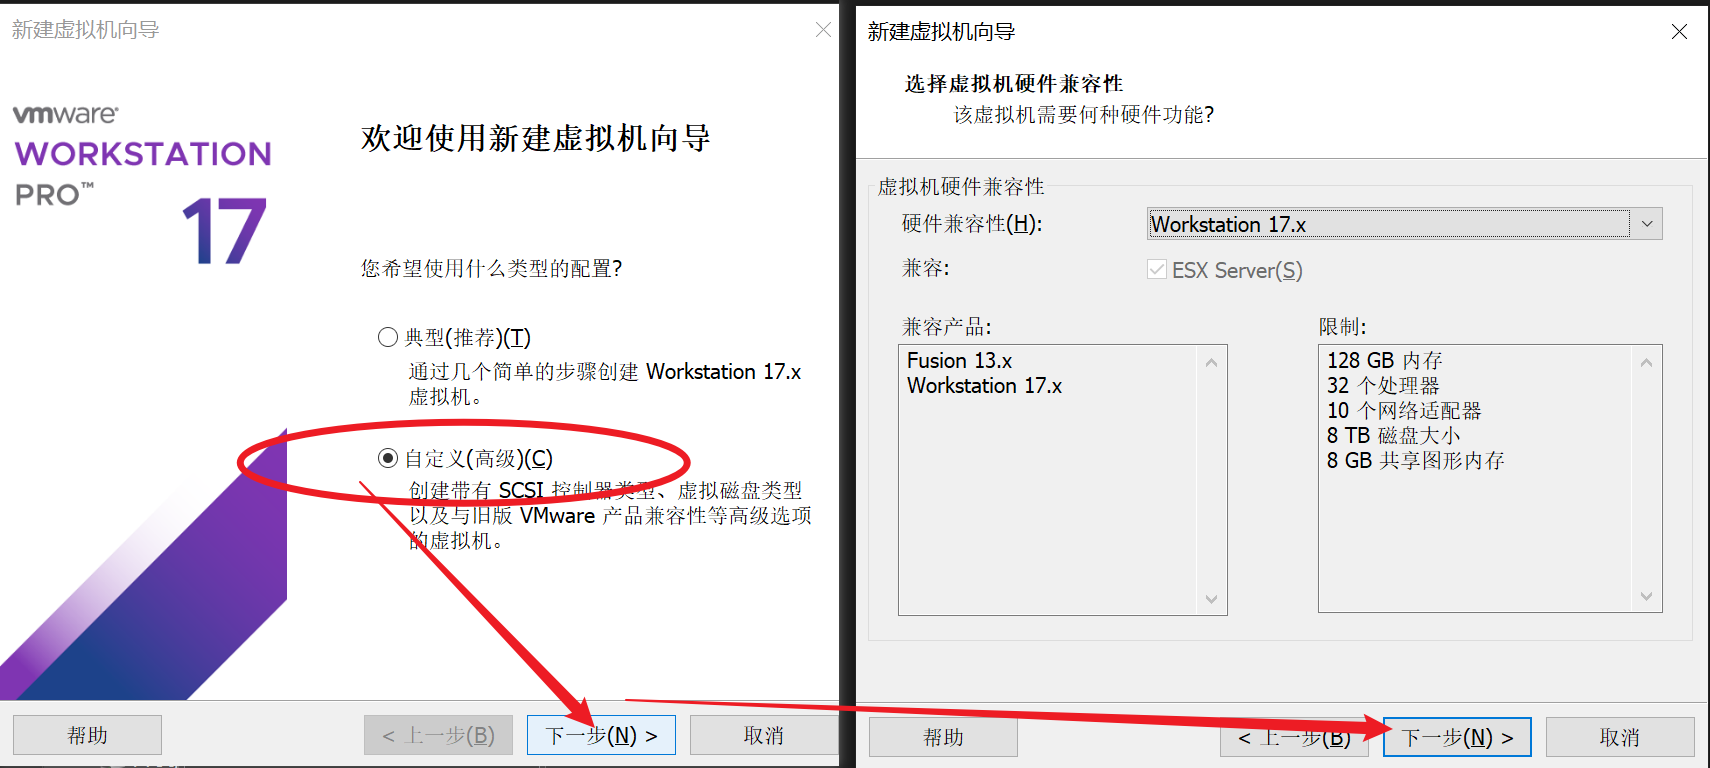 新建虚拟机向导
vmware®
WORKSTATION
PRO™
17
欢迎使用新建虚拟机向导
您希望使用什么类型的配置?
典型(推荐)(T)
通过几个简单的步骤创建 Workstation 17.x
虚拟机。
自定义(高级)(C)
创建带有 SCSI 控制器类型、虚拟磁盘类型
以及与旧版 VMware 产品兼容性等高级选项
的虚拟机。
帮助
< 上一步(B)
下一步(N) >
取消
新建虚拟机向导
选择虚拟机硬件兼容性
该虚拟机需要何种硬件功能?
虚拟机硬件兼容性
硬件兼容性(H):
Workstation 17.x
兼容:
ESX Server(S)
兼容产品:
Fusion 13.x
Workstation 17.x
限制:
128 GB 内存
32 个处理器
10 个网络适配器
8 TB 磁盘大小
8 GB 共享图形内存
帮助
< 上一步(B)
下一步(N) >
取消